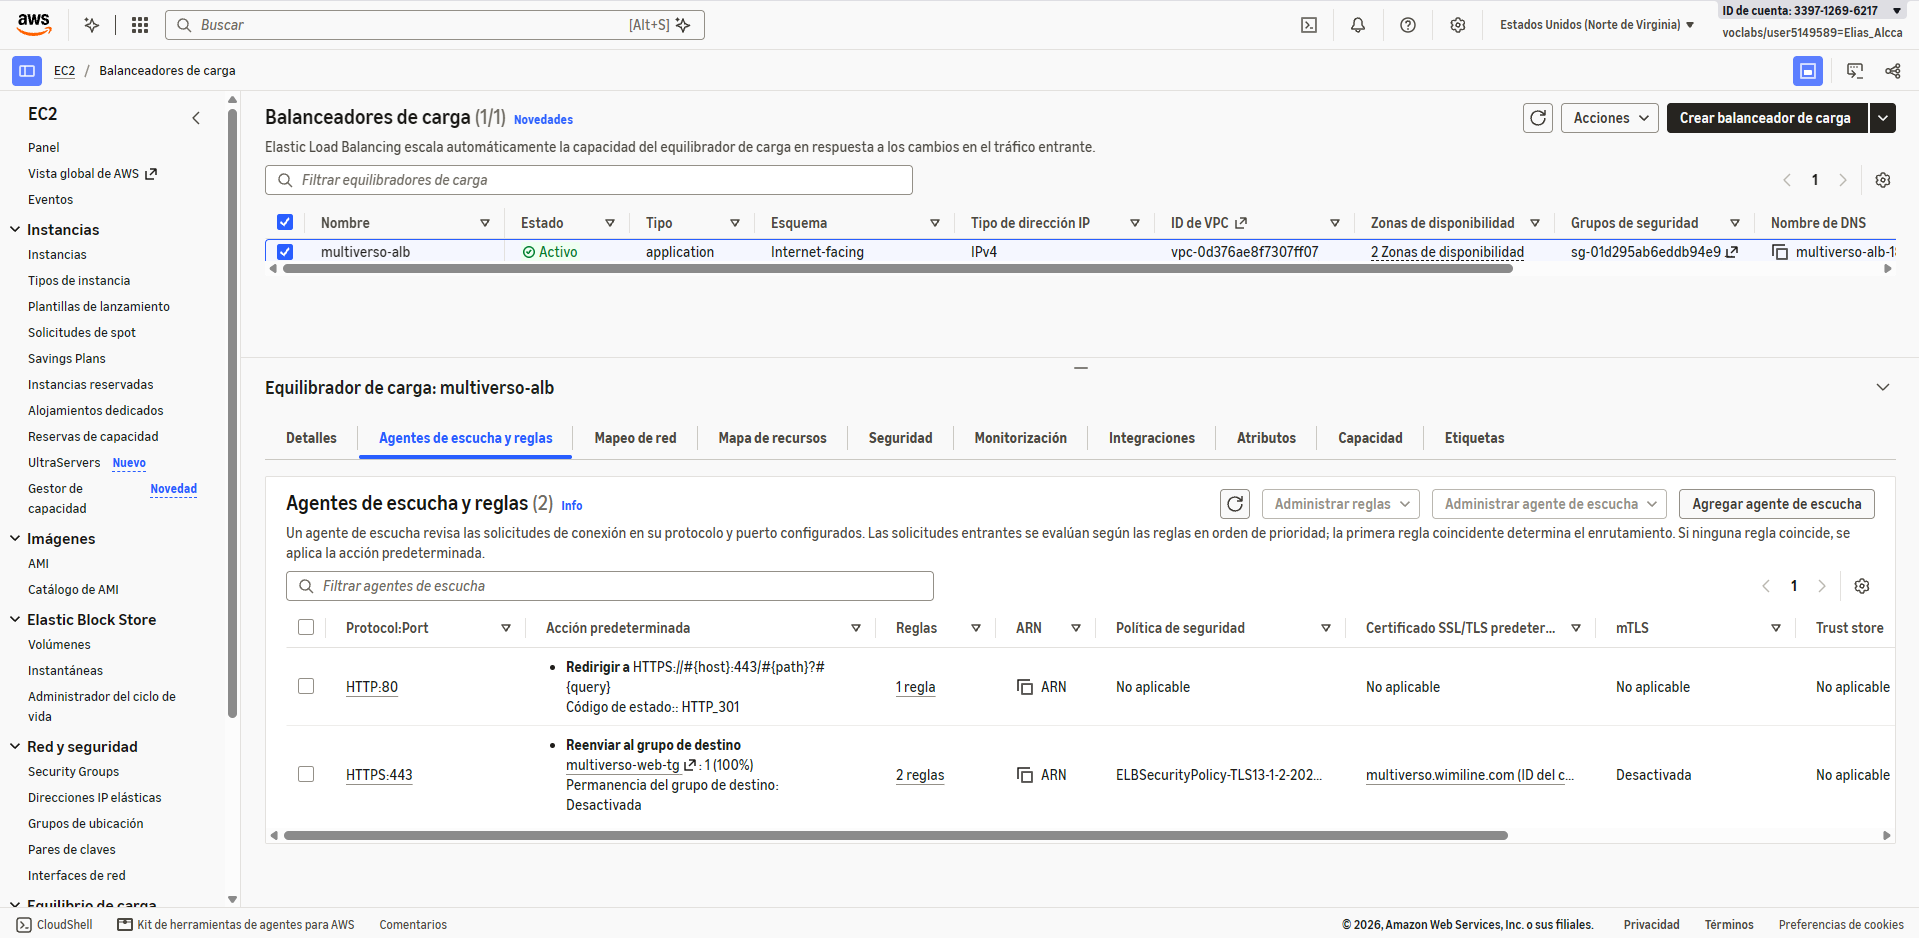 aws
Buscar
[Alt+S]
Estados Unidos (Norte de Virginia)
ID de cuenta: 3397-1269-6217
voclabs/user5149589=Elias_Alcca
EC2 / Balanceadores de carga
EC2
Panel
Vista global de AWS
Eventos
Instancias
Instancias
Tipos de instancia
Plantillas de lanzamiento
Solicitudes de spot
Savings Plans
Instancias reservadas
Alojamientos dedicados
Reservas de capacidad
UltraServers Nuevo
Gestor de capacidad Novedad
Imágenes
AMI
Catálogo de AMI
Elastic Block Store
Volúmenes
Instantáneas
Administrador del ciclo de vida
Red y seguridad
Security Groups
Direcciones IP elásticas
Grupos de ubicación
Pares de claves
Interfaces de red
Equilibrio de carga
Balanceadores de carga (1/1) Novedades
Acciones
Crear balanceador de carga
Elastic Load Balancing escala automáticamente la capacidad del equilibrador de carga en respuesta a los cambios en el tráfico entrante.
Filtrar equilibradores de carga
1
Nombre Estado Tipo Esquema Tipo de dirección IP ID de VPC Zonas de disponibilidad Grupos de seguridad Nombre de DNS
multiverso-alb Activo application Internet-facing IPv4 vpc-0d376ae8f7307ff07 2 Zonas de disponibilidad sg-01d295ab6eddb94e9 multiverso-alb-1
Equilibrador de carga: multiverso-alb
Detalles Agentes de escucha y reglas Mapeo de red Mapa de recursos Seguridad Monitorización Integraciones Atributos Capacidad Etiquetas
Agentes de escucha y reglas (2) Info
Administrar reglas
Administrar agente de escucha
Agregar agente de escucha
Un agente de escucha revisa las solicitudes de conexión en su protocolo y puerto configurados. Las solicitudes entrantes se evalúan según las reglas en orden de prioridad; la primera regla coincidente determina el enrutamiento. Si ninguna regla coincide, se
aplica la acción predeterminada.
Filtrar agentes de escucha
1
Protocol:Port Acción predeterminada Reglas ARN Política de seguridad Certificado SSL/TLS predeter... mTLS Trust store
Redirigir a HTTPS://#{host}:443/#{path}?#
{query}
Código de estado:: HTTP_301
HTTP:80 1 regla ARN No aplicable No aplicable No aplicable No aplicable
Reenviar al grupo de destino
multiverso-web-tg : 1 (100%)
Permanencia del grupo de destino:
Desactivada
HTTPS:443 2 reglas ARN ELBSecurityPolicy-TLS13-1-2-202... multiverso.wimiline.com (ID del c... Desactivada No aplicable
CloudShell
Kit de herramientas de agentes para AWS
Comentarios
© 2026, Amazon Web Services, Inc. o sus filiales.
Privacidad
Términos
Preferencias de cookies